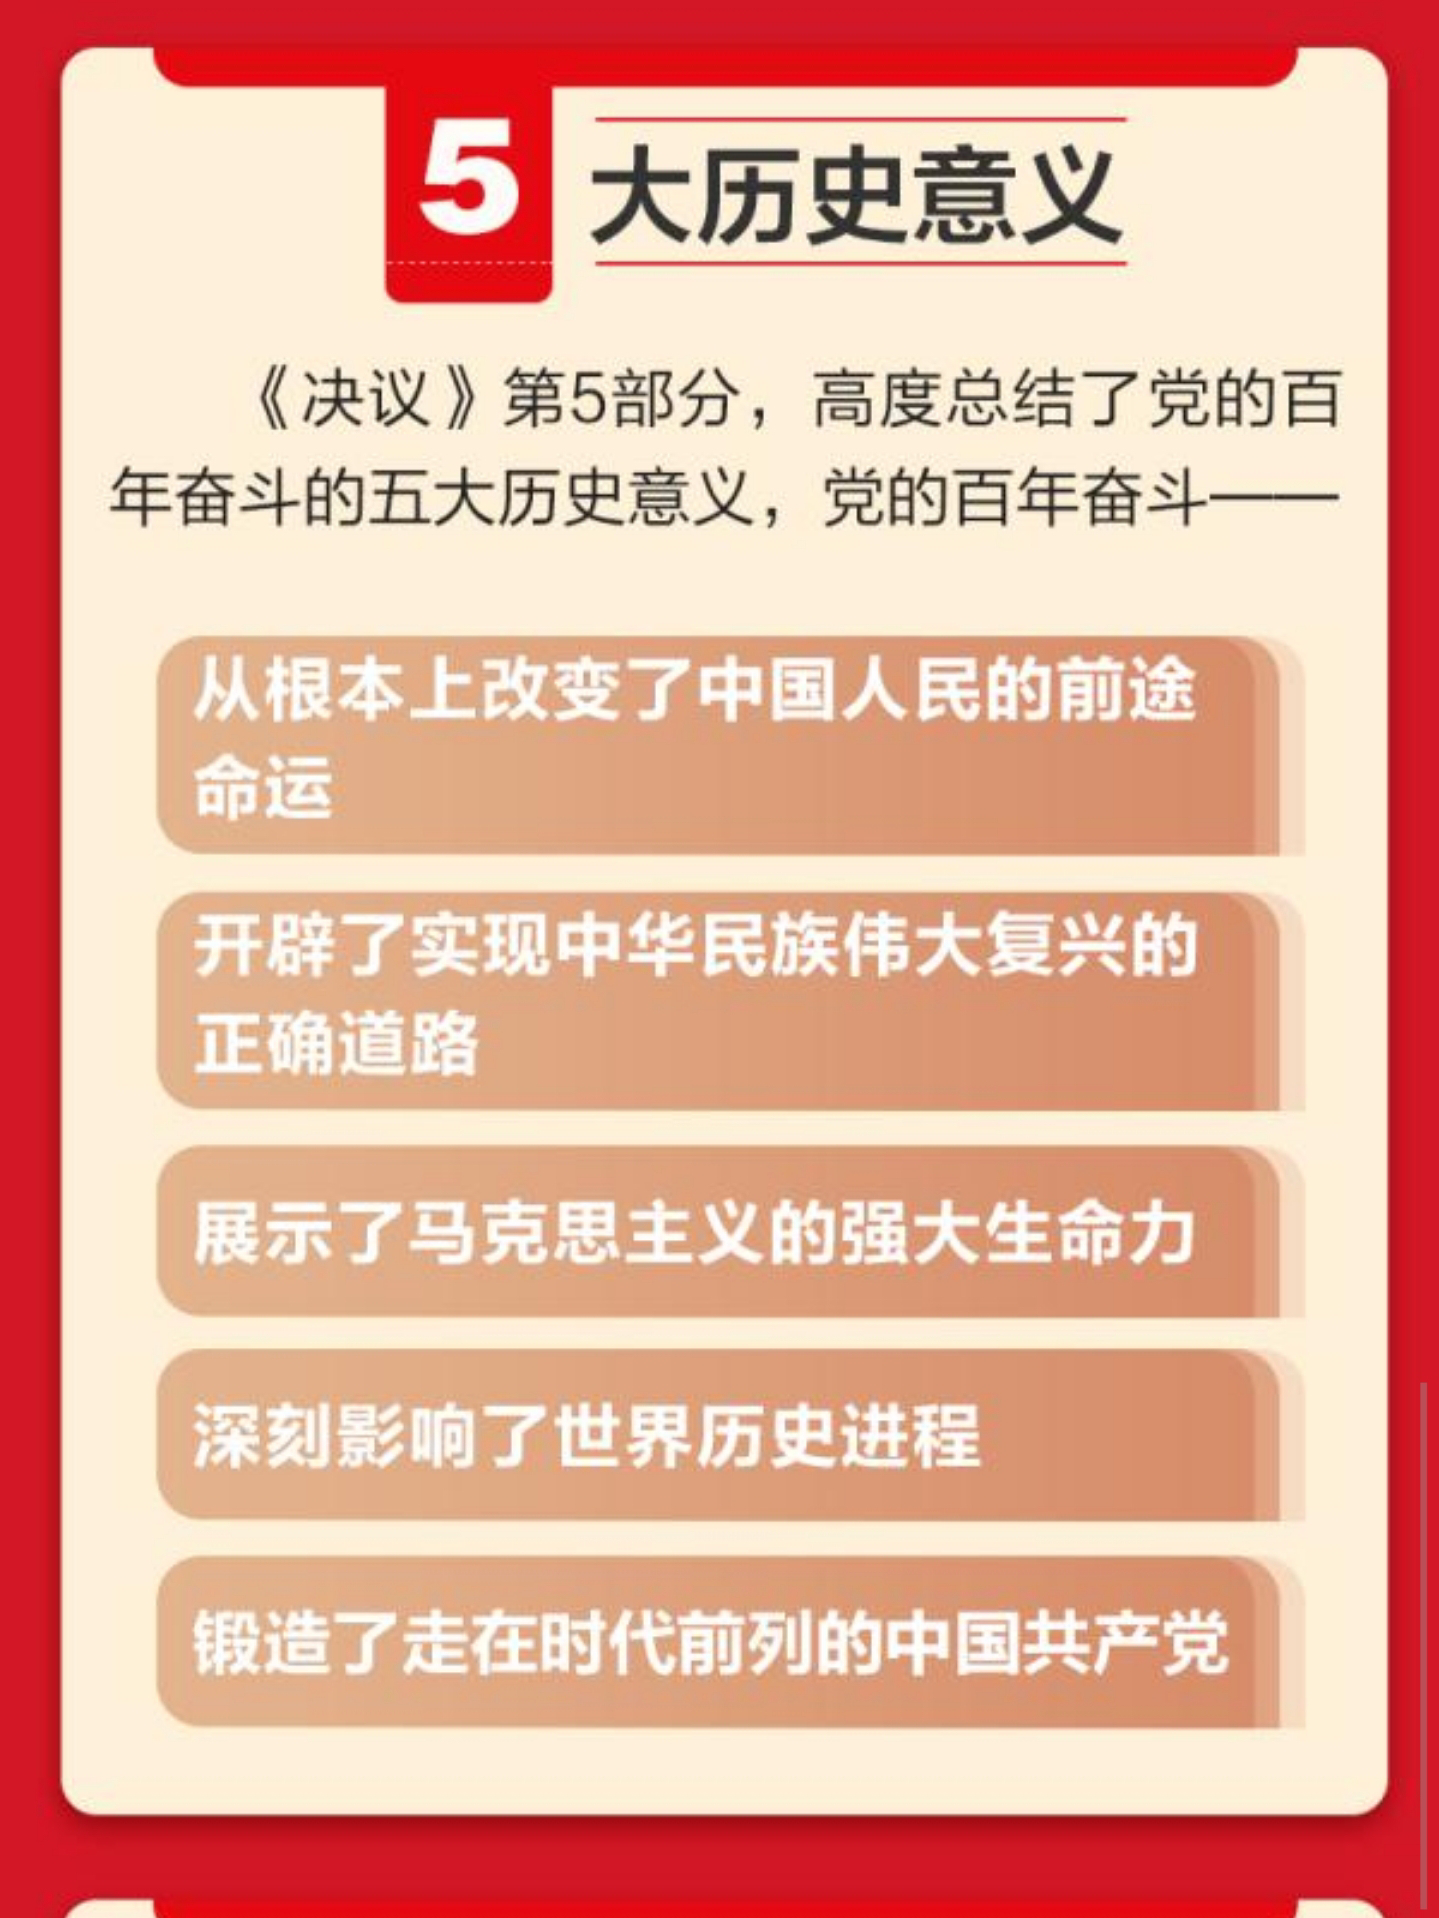 5
大历史意义
《决议》第5部分，高度总结了党的百
年奋斗的五大历史意义，党的百年奋斗——
从根本上改变了中国人民的前途
命运
开辟了实现中华民族伟大复兴的
正确道路
展示了马克思主义的强大生命力
深刻影响了世界历史进程
锻造了走在时代前列的中国共产党